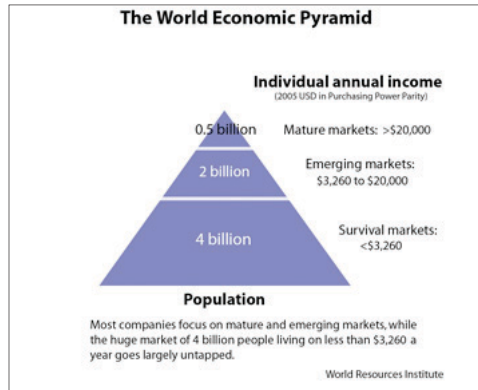 The World Economic Pyramid
Individual annual income
(2005 USD in Purchasing Power Parity)
0.5 billion
Mature markets: >$20,000
2 billion
Emerging markets:
$3,260 to $20,000
4 billion
Survival markets:
<$3,260
Population
Most companies focus on mature and emerging markets, while
the huge market of 4 billion people living on less than $3,260 a
year goes largely untapped.
World Resources Institute